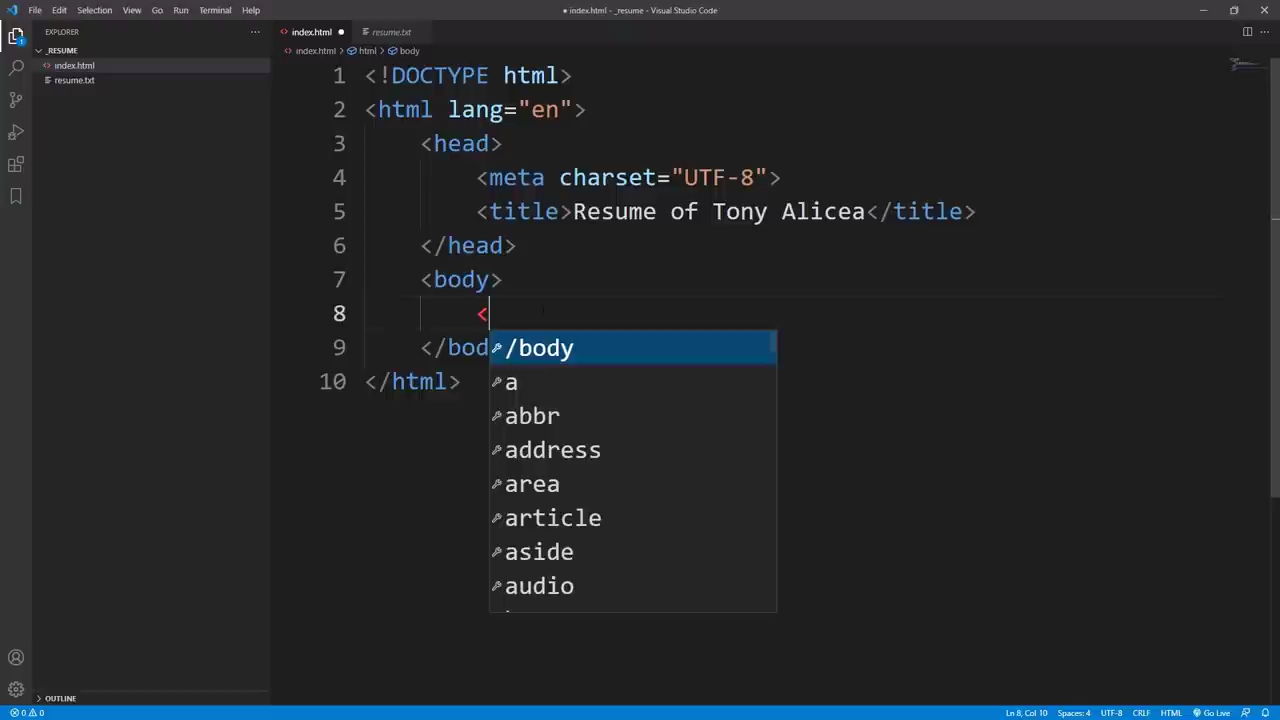 File Edit Selection View Go Run Terminal Help
● index.html - _resume - Visual Studio Code
EXPLORER
_RESUME
index.html
resume.txt
OUTLINE
index.html
resume.txt
index.html > html > body
1 <!DOCTYPE html>
2 <html lang="en">
3 <head>
4 <meta charset="UTF-8">
5 <title>Resume of Tony Alicea</title>
6 </head>
7 <body>
8 <
9 </bod
10 </html>
/body
a
abbr
address
area
article
aside
audio
0 0
Ln 8, Col 10 Spaces: 4 UTF-8 CRLF HTML Go Live